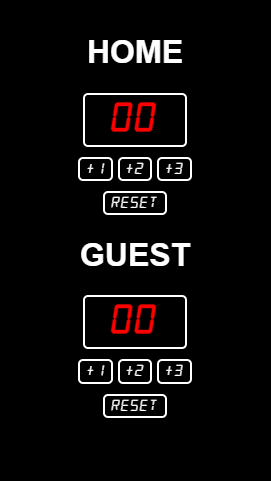 HOME
00
+1 +2 +3
RESET
GUEST
00
+1 +2 +3
RESET